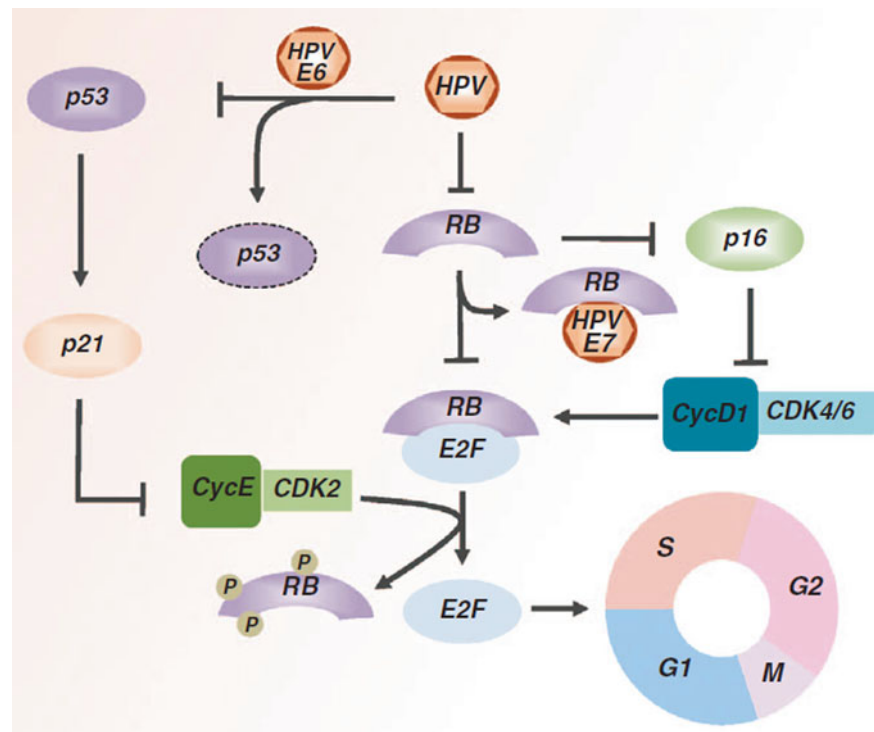 HPV
E6
p53
HPV
p53
RB
p16
RB
HPV
E7
p21
RB
E2F
CycD1
CDK4/6
CycE
CDK2
P
P
RB
P
E2F
S
G2
G1
M